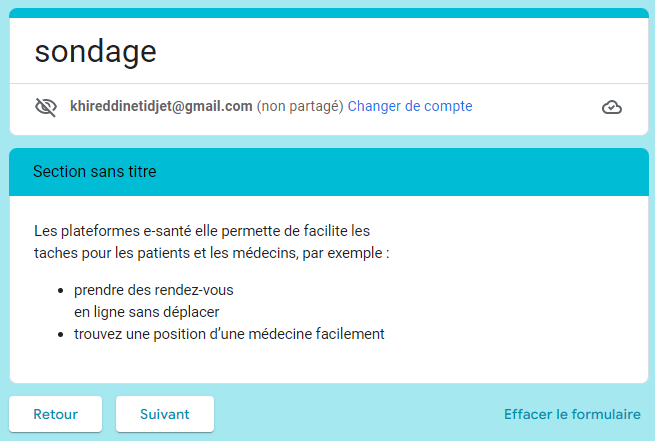 sondage
khireddinetidjet@gmail.com (non partagé) Changer de compte
Section sans titre
Les plateformes e-santé elle permette de facilite les
taches pour les patients et les médecins, par exemple :
prendre des rendez-vous
en ligne sans déplacer
trouvez une position d’une médecine facilement
Retour Suivant Effacer le formulaire